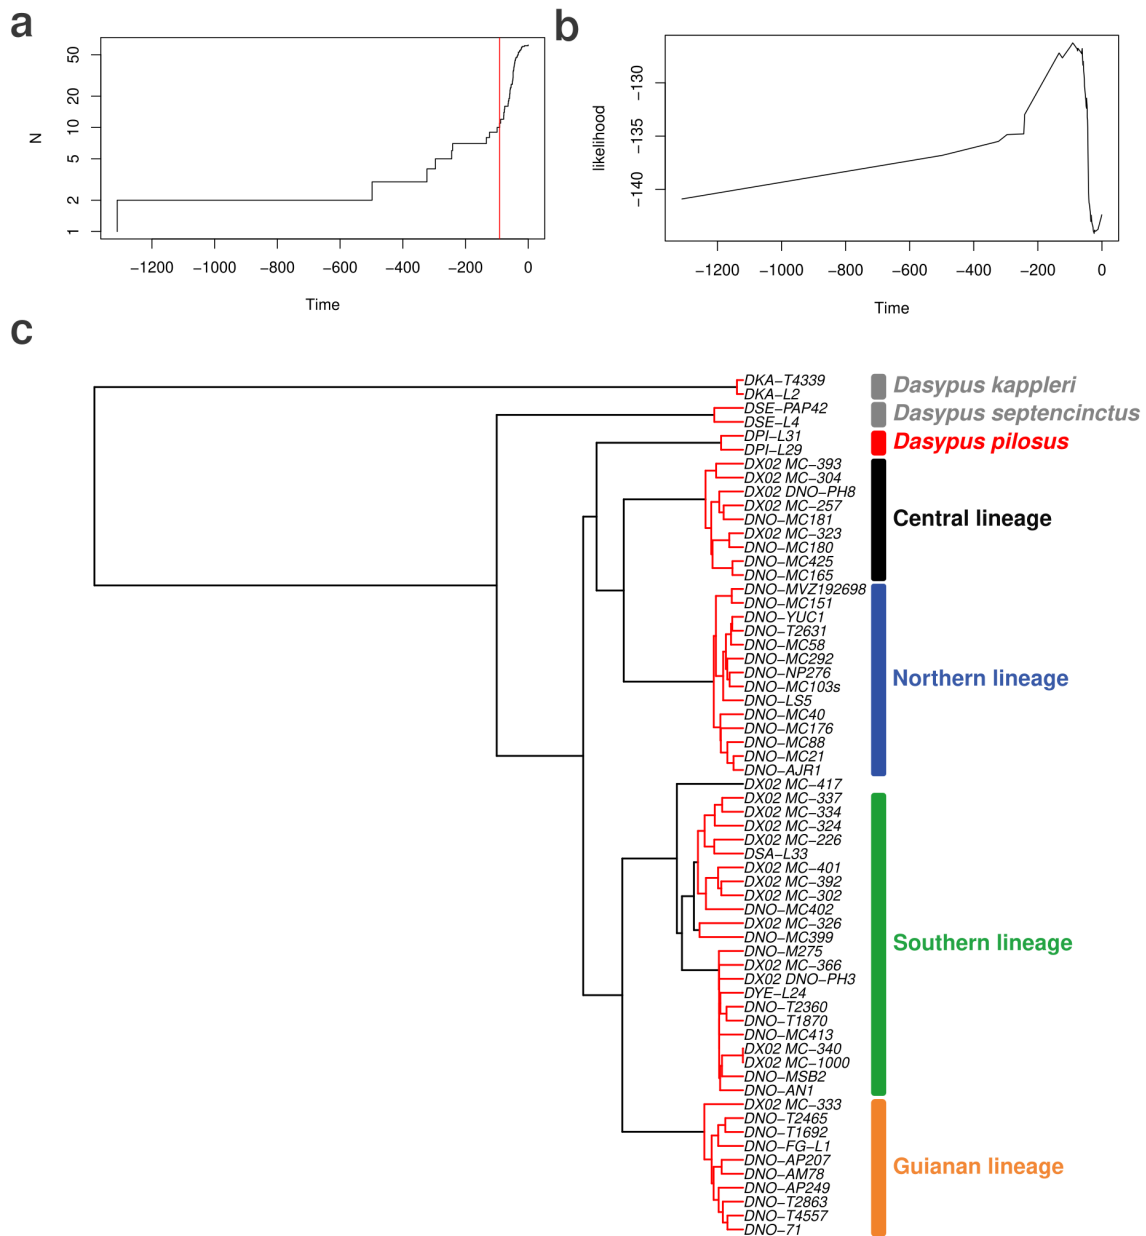 a
50
20
10
5
2
1
N
−1200 −1000 −800 −600 −400 −200 0
Time
b
−130
−135
−140
likelihood
−1200 −1000 −800 −600 −400 −200 0
Time
c
DKA−T4339
DKA−L2
Dasypus kappleri
DSE−PAP42
DSE−L4
Dasypus septencinctus
DPI−L31
DPI−L29
Dasypus pilosus
DX02 MC−393
DX02 MC−304
DX02 DNO−PH8
DX02 MC−257
DNO−MC181
DX02 MC−323
DNO−MC180
DNO−MC425
DNO−MC165
Central lineage
DNO−MVZ192698
DNO−MC151
DNO−YUC1
DNO−T2631
DNO−MC58
DNO−MC292
DNO−NP276
DNO−MC103s
DNO−LS5
DNO−MC40
DNO−MC176
DNO−MC88
DNO−MC21
DNO−AJR1
Northern lineage
DX02 MC−417
DX02 MC−337
DX02 MC−334
DX02 MC−324
DX02 MC−226
DSA−L33
DX02 MC−401
DX02 MC−392
DX02 MC−302
DNO−MC402
DX02 MC−326
DNO−MC399
DNO−M275
DX02 MC−366
DX02 DNO−PH3
DYE−L24
DNO−T2360
DNO−T1870
DNO−MC413
DX02 MC−340
DX02 MC−1000
DNO−MSB2
DNO−AN1
Southern lineage
DX02 MC−333
DNO−T2465
DNO−T1692
DNO−FG−L1
DNO−AP207
DNO−AM78
DNO−AP249
DNO−T2863
DNO−T4557
DNO−71
Guianan lineage